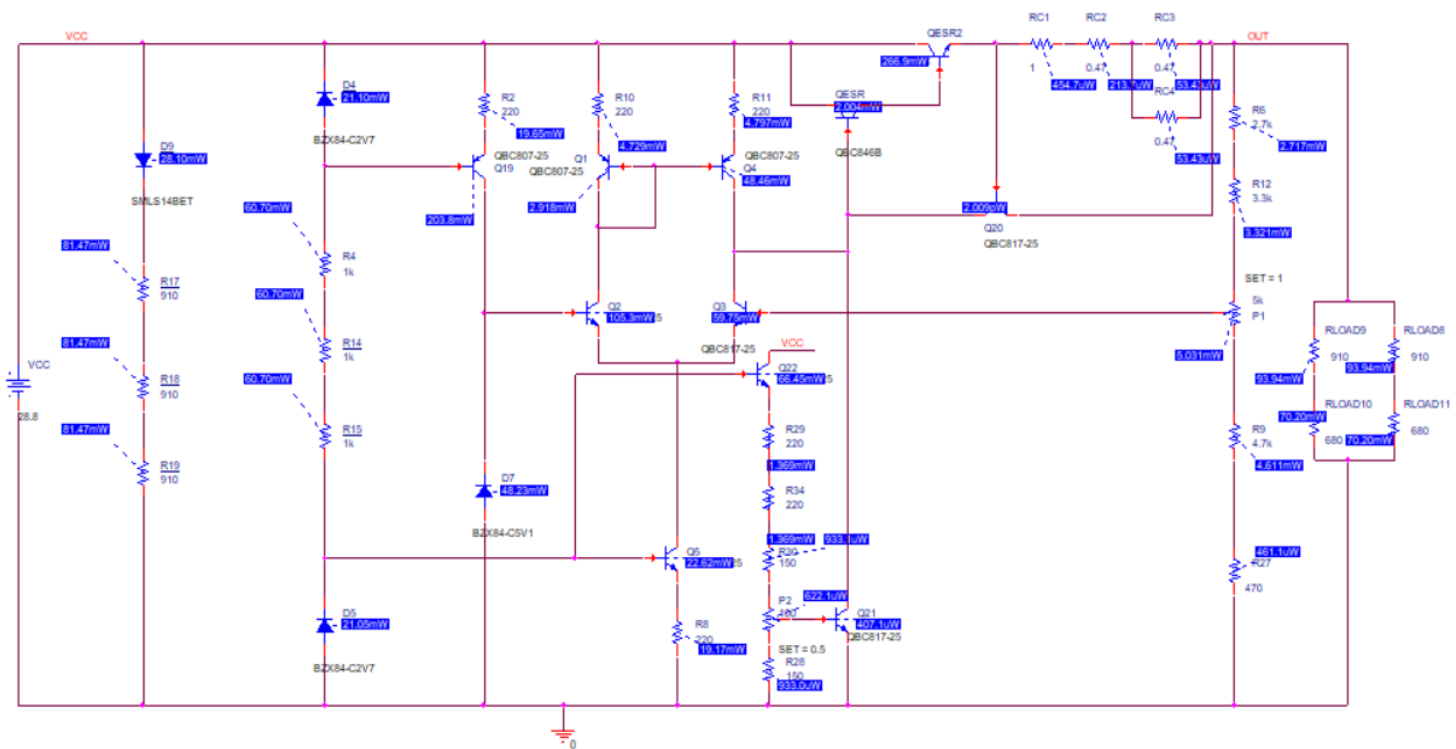 VCC
D9
28.10mW
SMLS14BET
81.47mW
R17
910
81.47mW
R18
910
81.47mW
R19
910
VCC
28.8
D4
21.10mW
BZX84-C2V7
60.70mW
R4
1k
60.70mW
R14
1k
60.70mW
R15
1k
D5
21.05mW
BZX84-C2V7
R2
220
19.65mW
QBC807-25
Q19
203.8mW
D7
48.23mW
BZX84-C5V1
R10
220
4.729mW
Q1
QBC807-25
2.918mW
R11
220
4.797mW
QBC807-25
Q4
48.46mW
Q2
105.3mW
Q3
59.75mW
QBC817-25
VCC
Q22
66.45mW
R29
220
1.369mW
R34
220
1.369mW
933.1uW
R30
150
P2
100
622.1uW
SET = 0.5
R28
150
933.0uW
Q5
22.62mW
R8
220
19.17mW
Q21
407.1uW
QBC817-25
QESR2
266.9mW
QESR
2.004mW
QBC846B
2.009pW
Q20
QBC817-25
RC1
1
454.7uW
RC2
0.47
213.7uW
RC3
0.47
53.43uW
RC4
0.47
53.43uW
OUT
R6
2.7k
2.717mW
R12
3.3k
3.321mW
SET = 1
5k
P1
5.031mW
R9
4.7k
4.611mW
461.1uW
R27
470
RLOAD9
910
93.94mW
RLOAD8
910
93.94mW
RLOAD10
70.20mW
680
RLOAD11
680
70.20mW
0